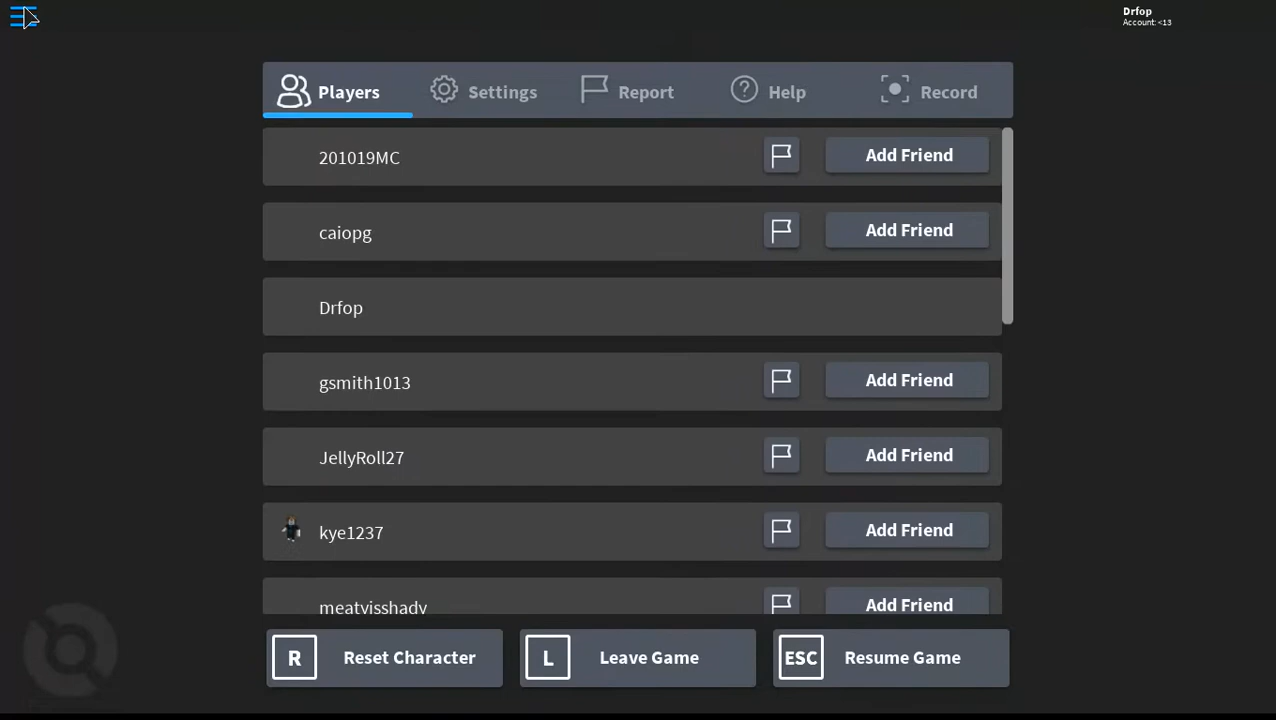 Drfop
Account: <13
Players
Settings
Report
Help
Record
201019MC
Add Friend
caiopg
Add Friend
Drfop
gsmith1013
Add Friend
JellyRoll27
Add Friend
kye1237
Add Friend
meatyisshady
Add Friend
R
Reset Character
L
Leave Game
ESC
Resume Game